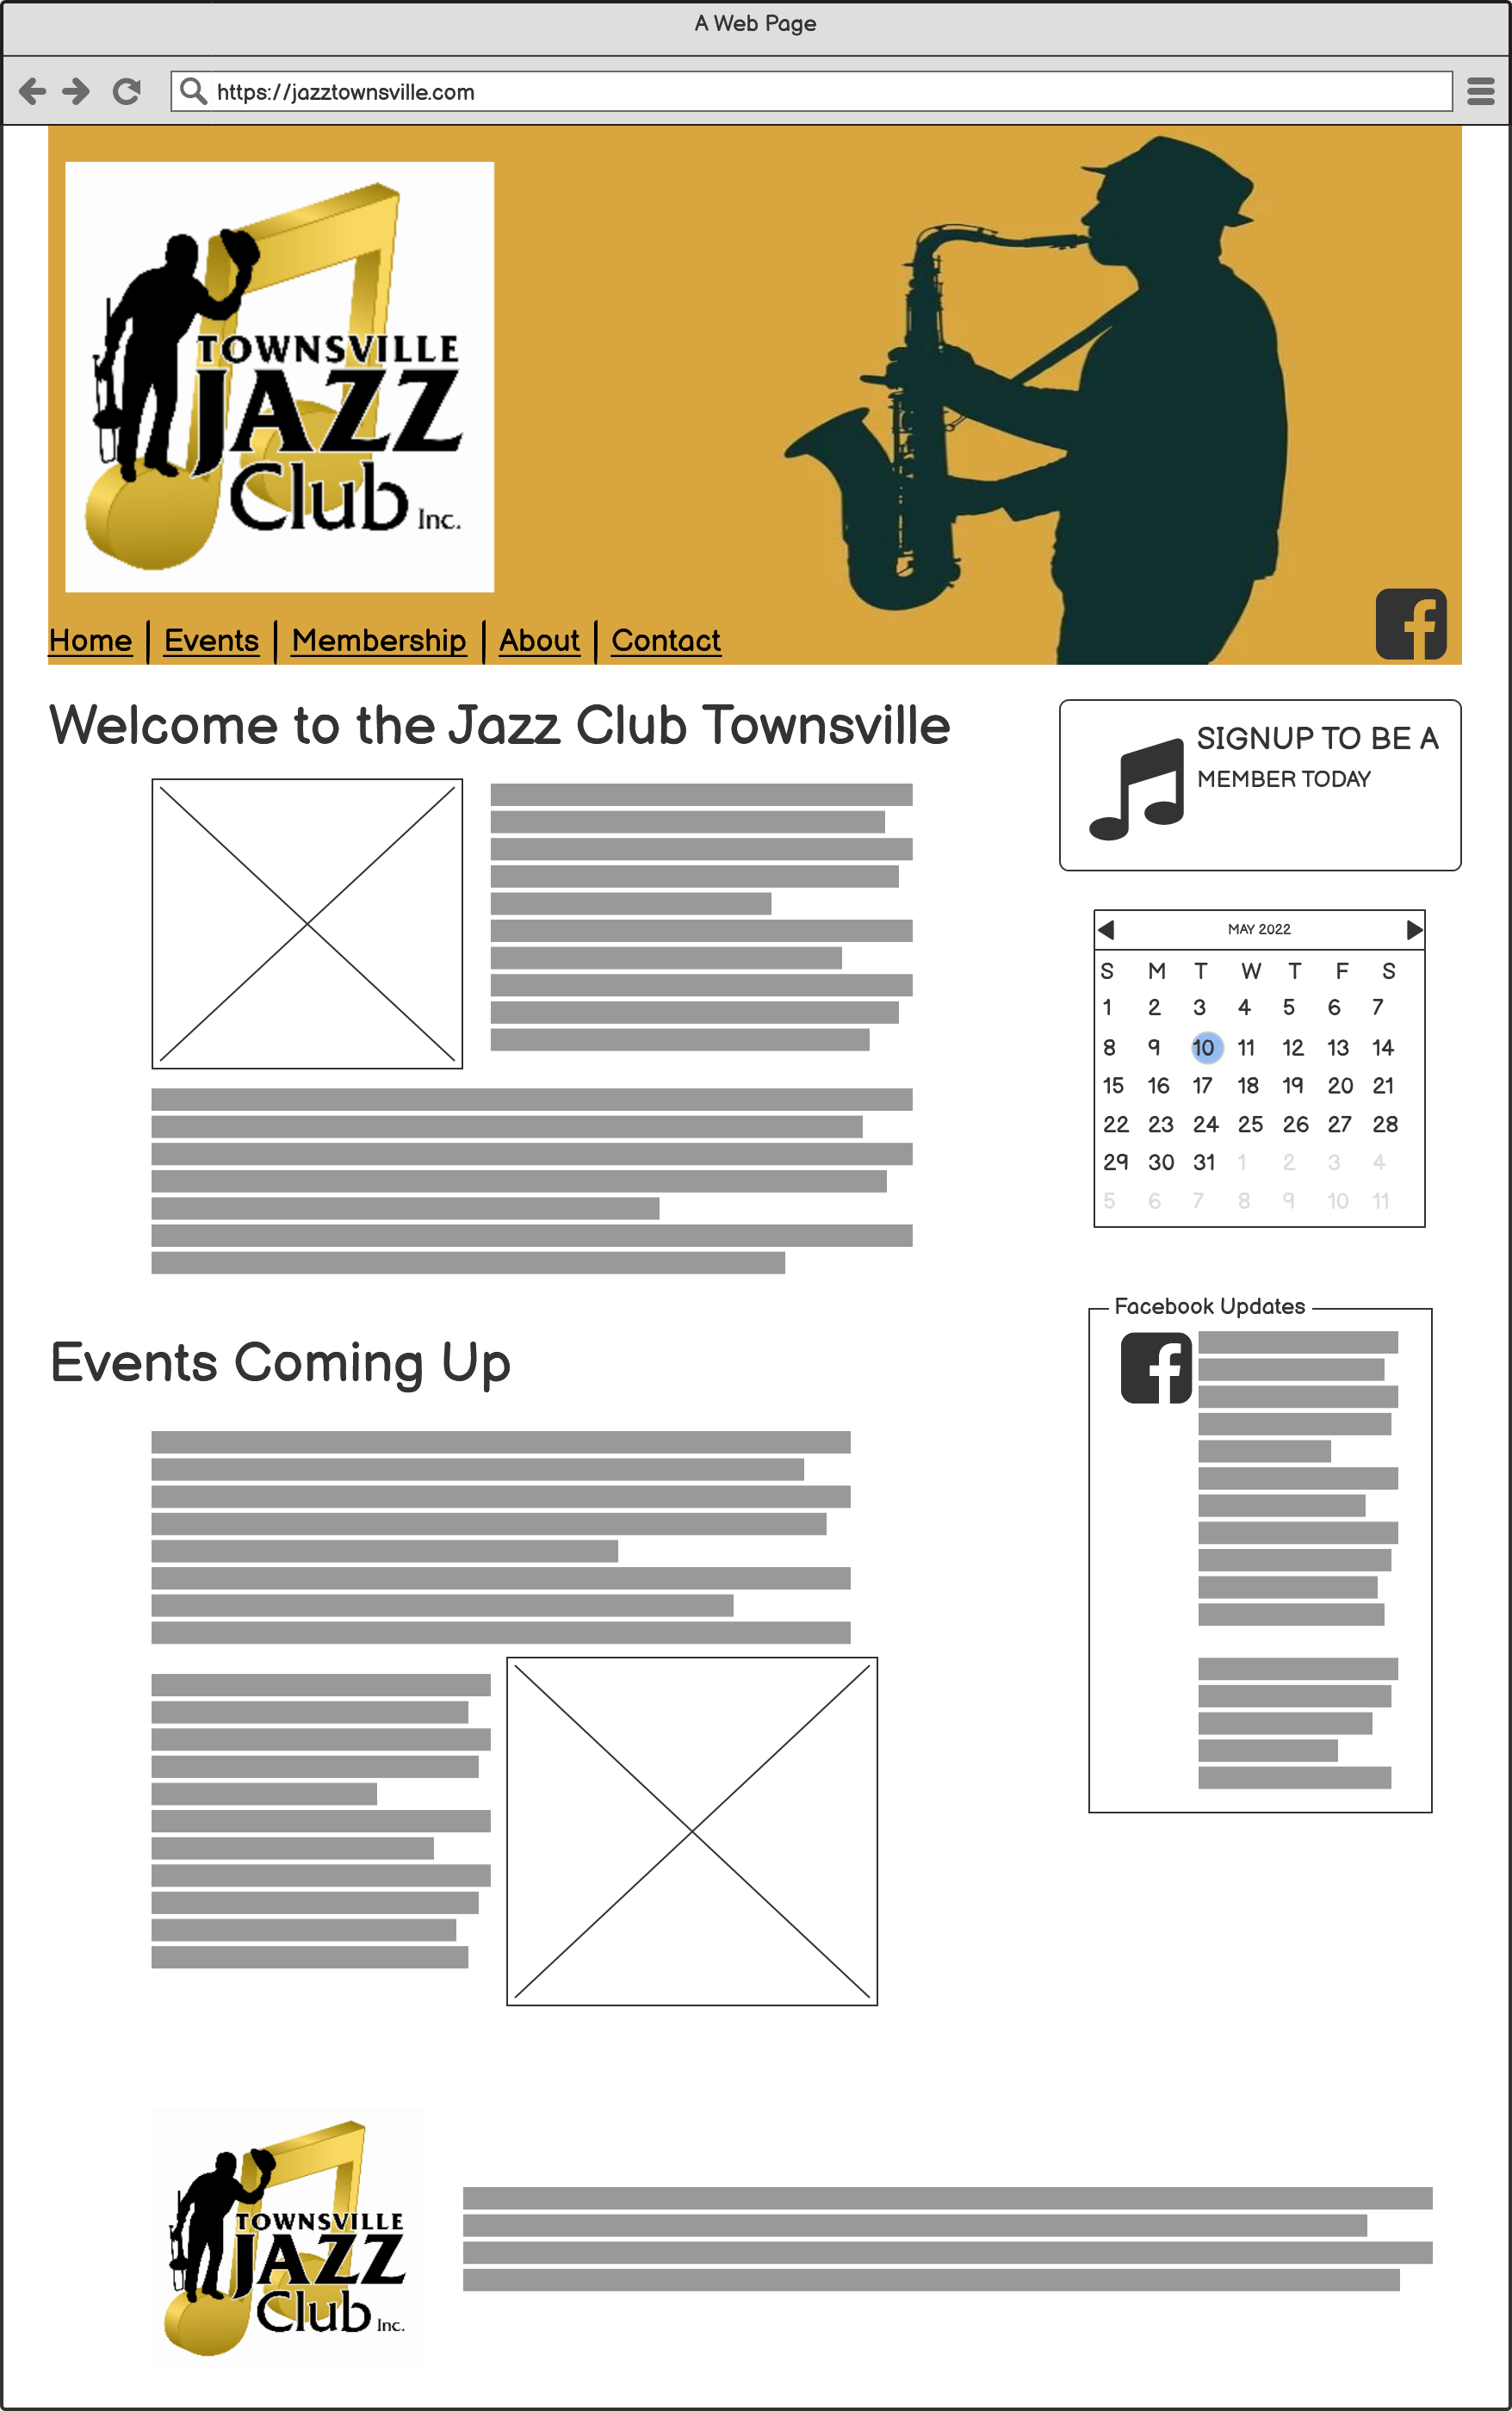 A Web Page
https://jazztownsville.com
TOWNSVILLE
JAZZ
Club Inc.
Home | Events | Membership | About | Contact
Welcome to the Jazz Club Townsville
SIGNUP TO BE A
MEMBER TODAY
MAY 2022
S M T W T F S
1 2 3 4 5 6 7
8 9 10 11 12 13 14
15 16 17 18 19 20 21
22 23 24 25 26 27 28
29 30 31 1 2 3 4
5 6 7 8 9 10 11
Facebook Updates
Events Coming Up
TOWNSVILLE
JAZZ
Club Inc.